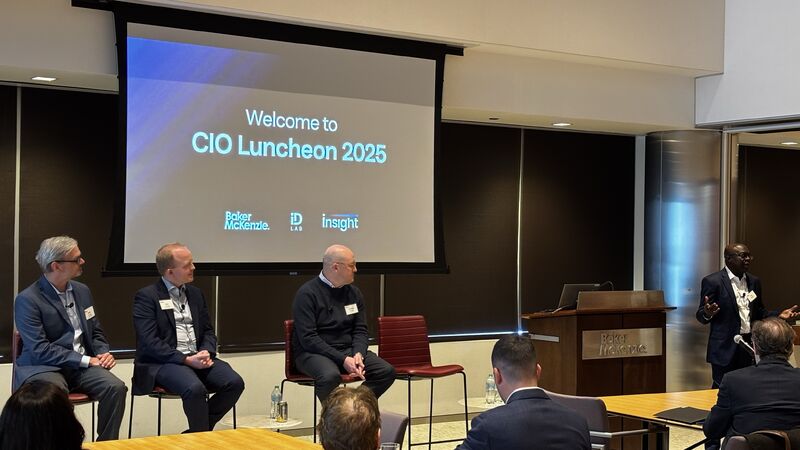 Welcome to
CIO Luncheon 2025
Baker
McKenzie.
iD
LAB
insight
BAKER
McKENZIE